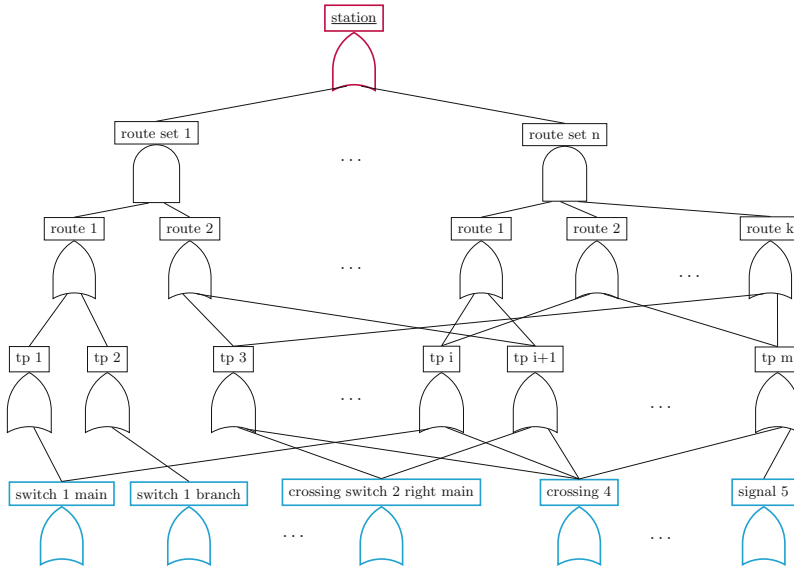 station
route set 1
route set n
. . .
route 1
route 2
route 1
route 2
route k
. . .
. . .
tp 1
tp 2
tp 3
tp i
tp i+1
tp m
. . .
. . .
switch 1 main
switch 1 branch
crossing switch 2 right main
crossing 4
signal 5
. . .
. . .